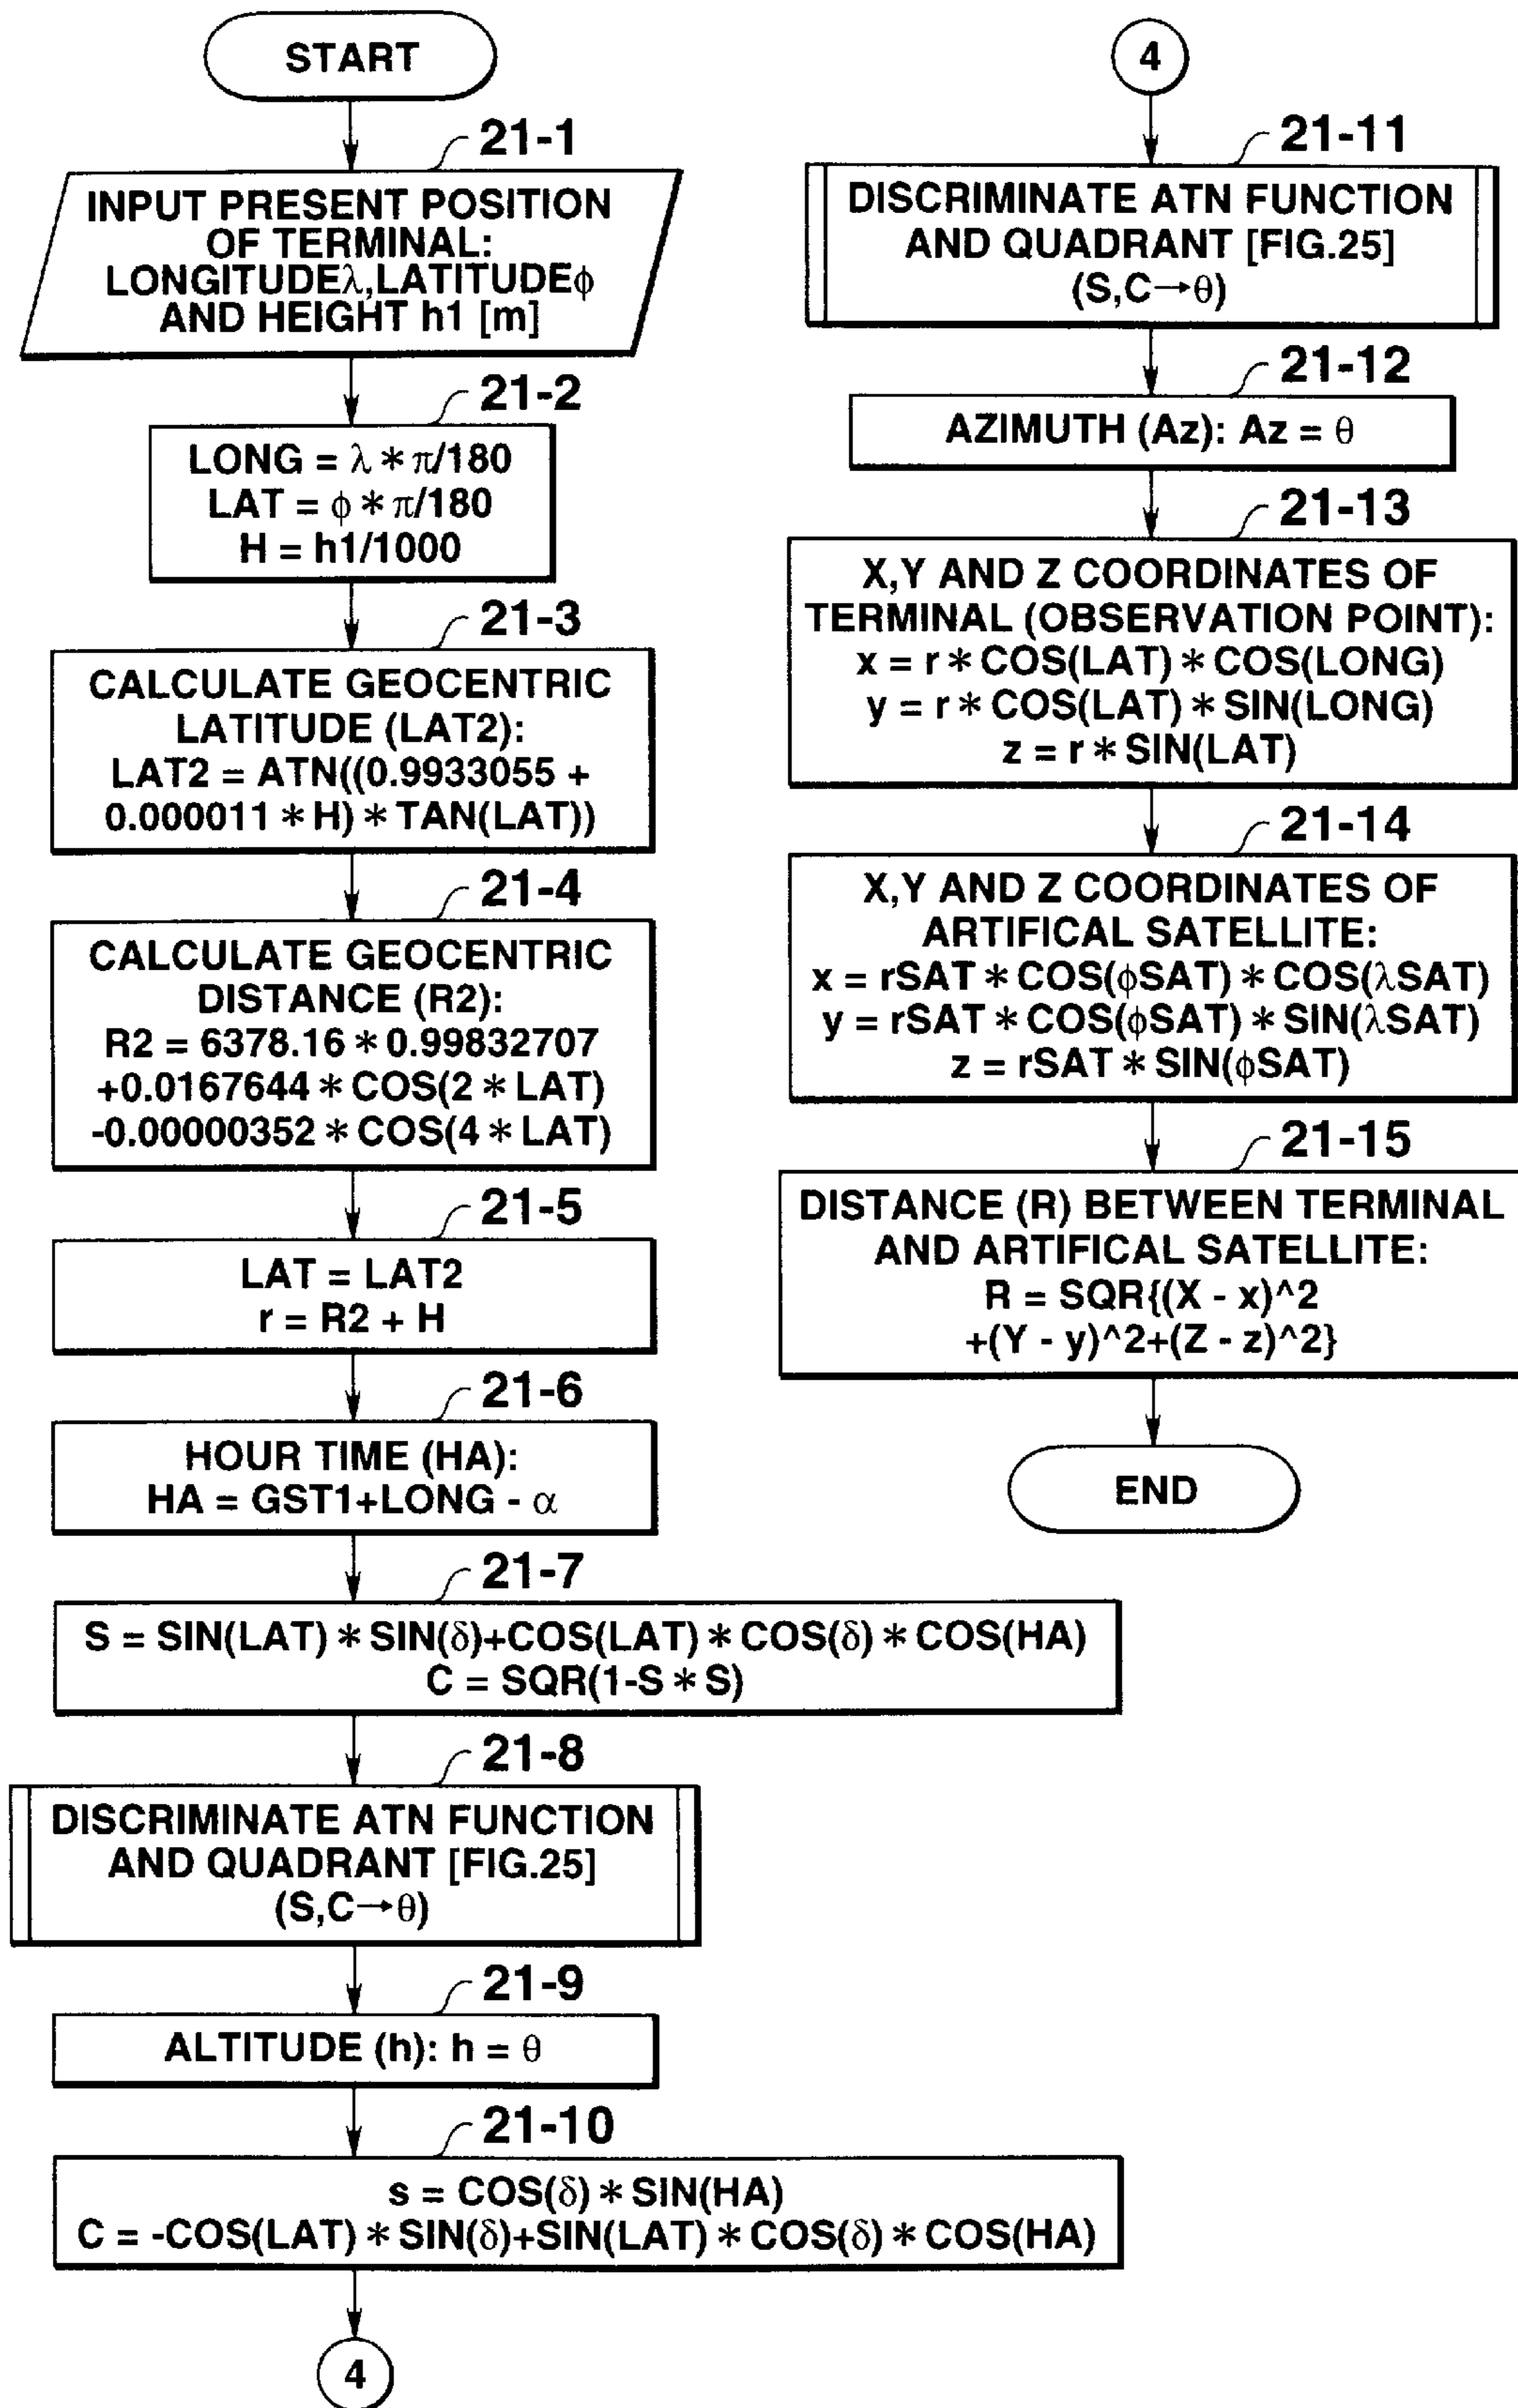 START
21-1
INPUT PRESENT POSITION
OF TERMINAL:
LONGITUDEλ,LATITUDEϕ
AND HEIGHT h1 [m]
21-2
LONG = λ * π/180
LAT = ϕ * π/180
H = h1/1000
21-3
CALCULATE GEOCENTRIC
LATITUDE (LAT2):
LAT2 = ATN((0.9933055 +
0.000011 * H) * TAN(LAT))
21-4
CALCULATE GEOCENTRIC
DISTANCE (R2):
R2 = 6378.16 * 0.99832707
+0.0167644 * COS(2 * LAT)
-0.00000352 * COS(4 * LAT)
21-5
LAT = LAT2
r = R2 + H
21-6
HOUR TIME (HA):
HA = GST1+LONG - α
21-7
S = SIN(LAT) * SIN(δ)+COS(LAT) * COS(δ) * COS(HA)
C = SQR(1-S * S)
21-8
DISCRIMINATE ATN FUNCTION
AND QUADRANT [FIG.25]
(S,C→θ)
21-9
ALTITUDE (h): h = θ
21-10
s = COS(δ) * SIN(HA)
C = -COS(LAT) * SIN(δ)+SIN(LAT) * COS(δ) * COS(HA)
4
4
21-11
DISCRIMINATE ATN FUNCTION
AND QUADRANT [FIG.25]
(S,C→θ)
21-12
AZIMUTH (Az): Az = θ
21-13
X,Y AND Z COORDINATES OF
TERMINAL (OBSERVATION POINT):
x = r * COS(LAT) * COS(LONG)
y = r * COS(LAT) * SIN(LONG)
z = r * SIN(LAT)
21-14
X,Y AND Z COORDINATES OF
ARTIFICAL SATELLITE:
x = rSAT * COS(ϕSAT) * COS(λSAT)
y = rSAT * COS(ϕSAT) * SIN(λSAT)
z = rSAT * SIN(ϕSAT)
21-15
DISTANCE (R) BETWEEN TERMINAL
AND ARTIFICAL SATELLITE:
R = SQR{(X - x)^2
+(Y - y)^2+(Z - z)^2}
END